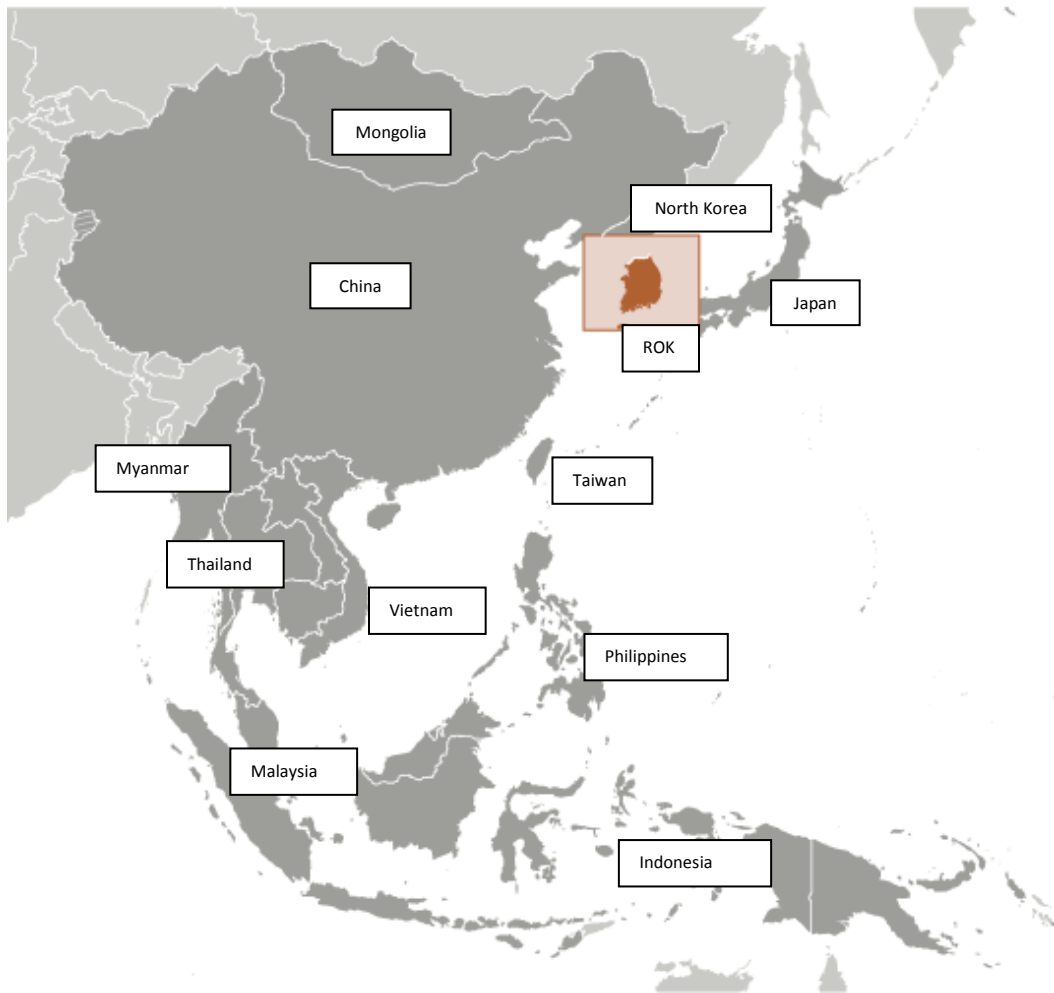 Mongolia
North Korea
China
Japan
ROK
Myanmar
Taiwan
Thailand
Vietnam
Philippines
Malaysia
Indonesia